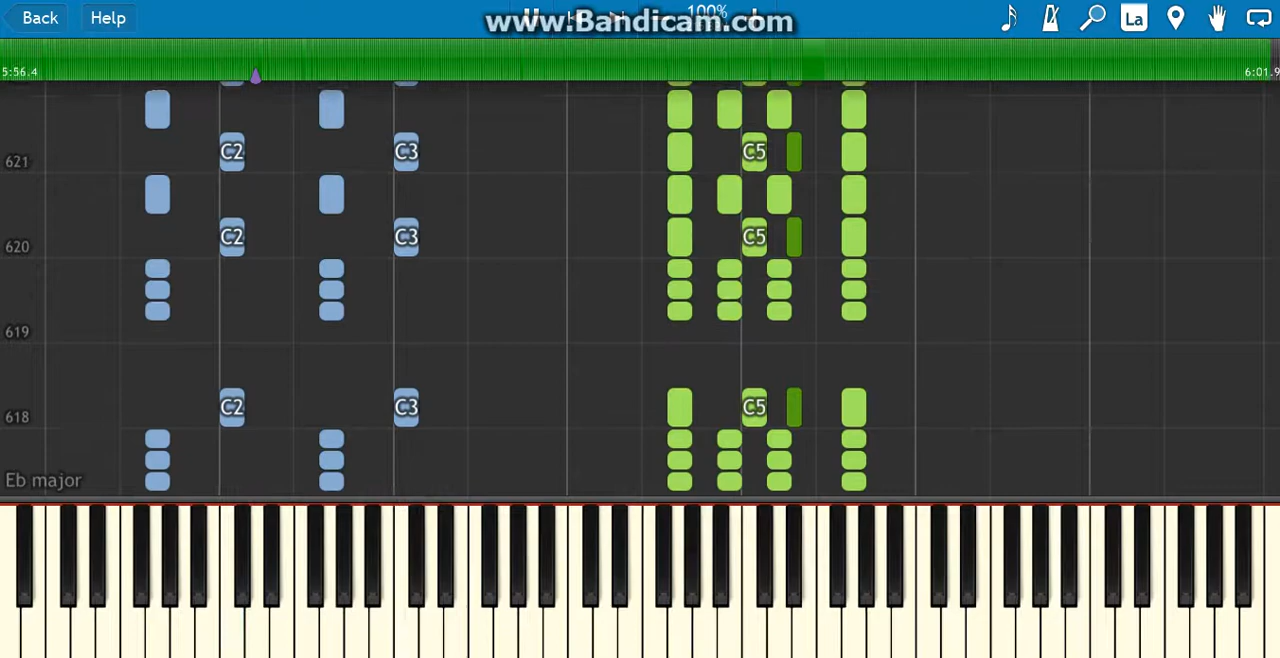 Back Help 100% www.Bandicam.com La
5:56.4 6:01.9
621 C2 C3 C5
620 C2 C3 C5
619
618 C2 C3 C5
Eb major